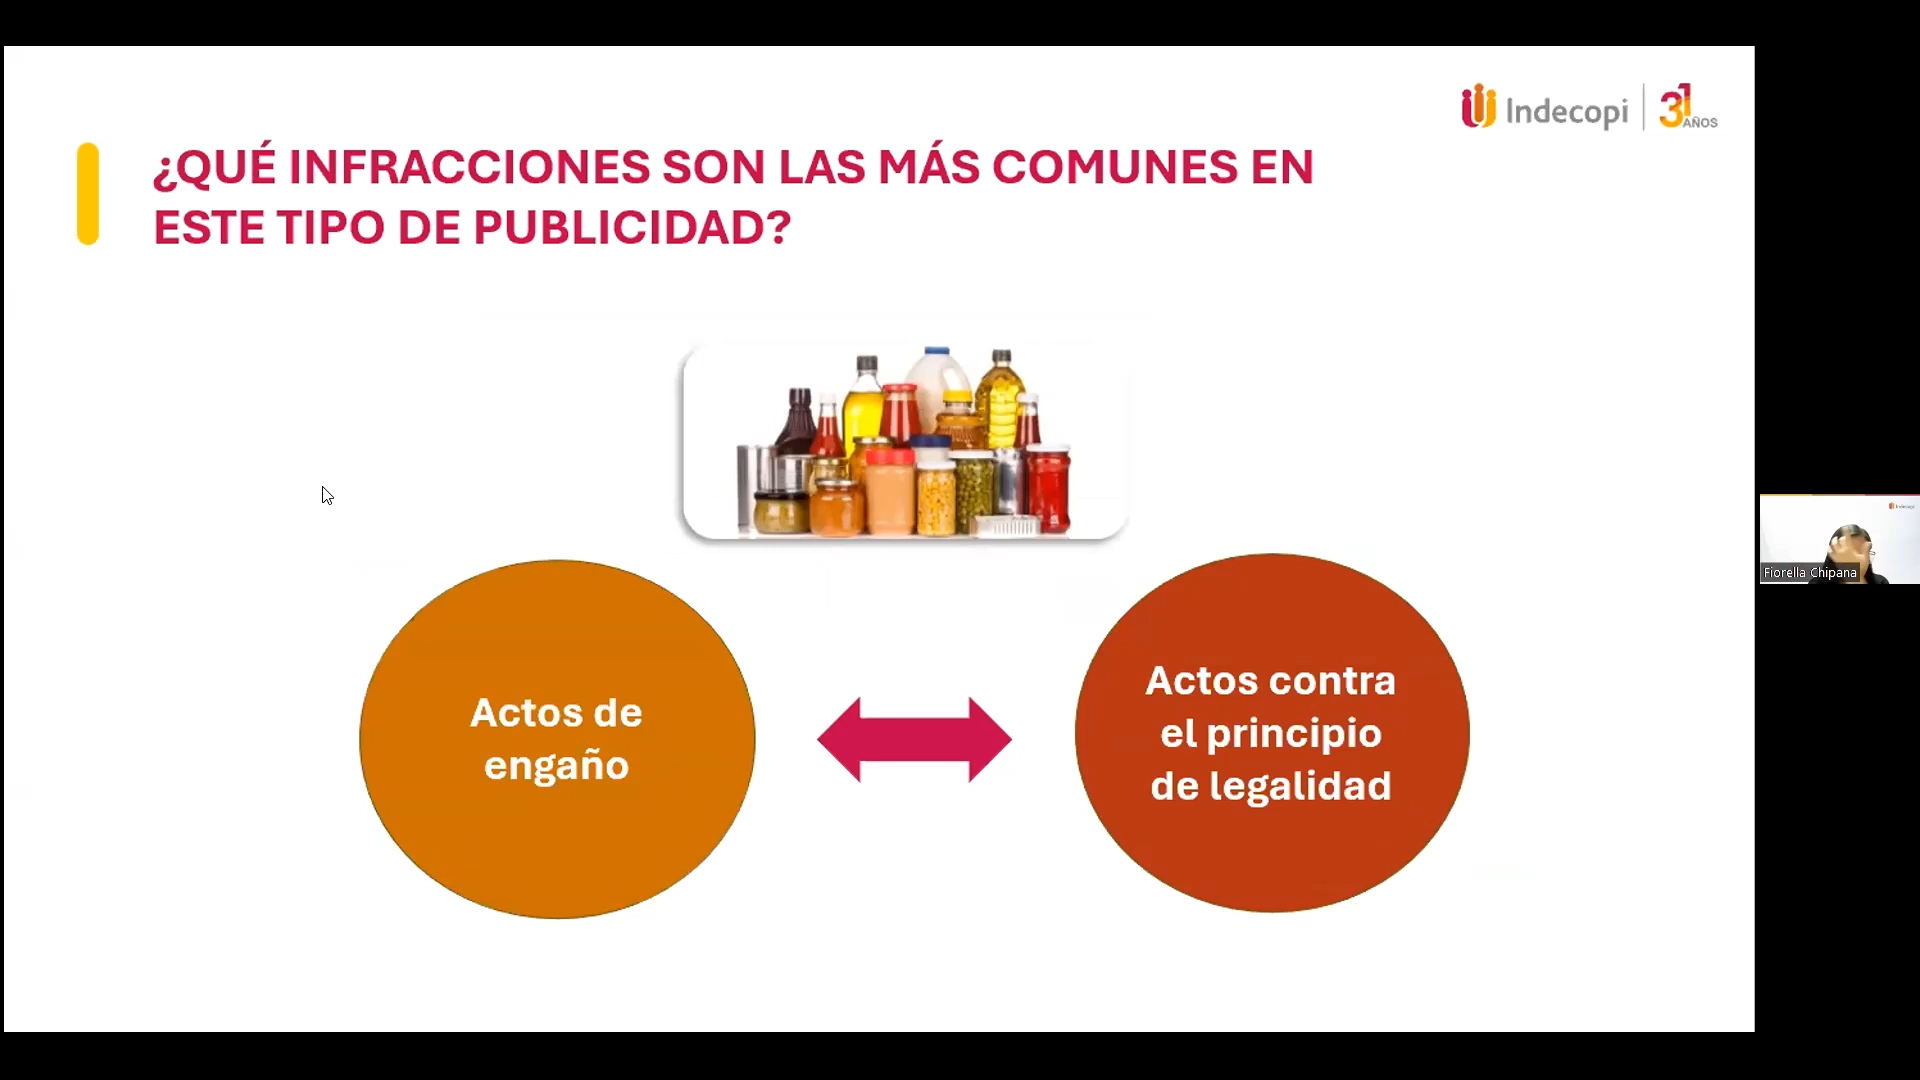 Indecopi
31 AÑOS
¿QUÉ INFRACCIONES SON LAS MÁS COMUNES EN
ESTE TIPO DE PUBLICIDAD?
Actos de
engaño
Actos contra
el principio
de legalidad
Indecopi
Fiorella Chipana